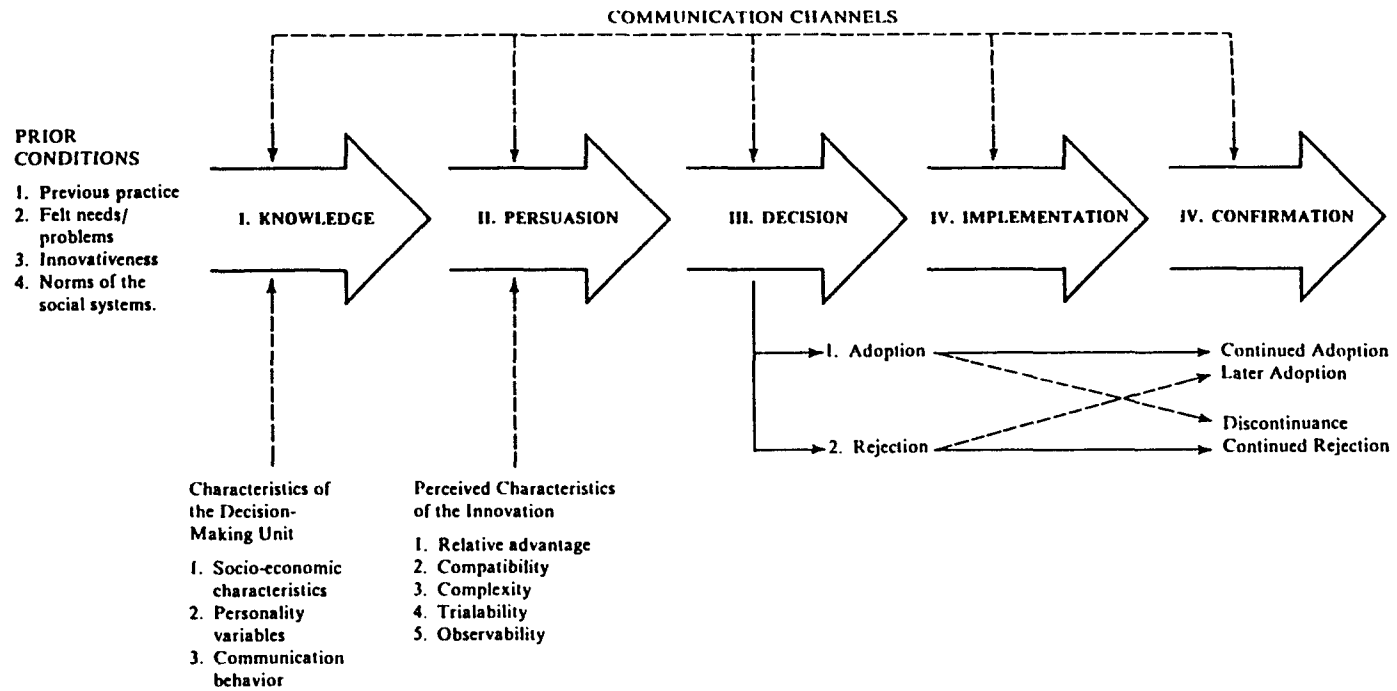 COMMUNICATION CHANNELS
PRIOR
CONDITIONS
1. Previous practice
2. Felt needs/
problems
3. Innovativeness
4. Norms of the
social systems.
I. KNOWLEDGE
II. PERSUASION
III. DECISION
IV. IMPLEMENTATION
IV. CONFIRMATION
1. Adoption
2. Rejection
Continued Adoption
Later Adoption
Discontinuance
Continued Rejection
Characteristics of
the Decision-
Making Unit
1. Socio-economic
characteristics
2. Personality
variables
3. Communication
behavior
Perceived Characteristics
of the Innovation
1. Relative advantage
2. Compatibility
3. Complexity
4. Trialability
5. Observability